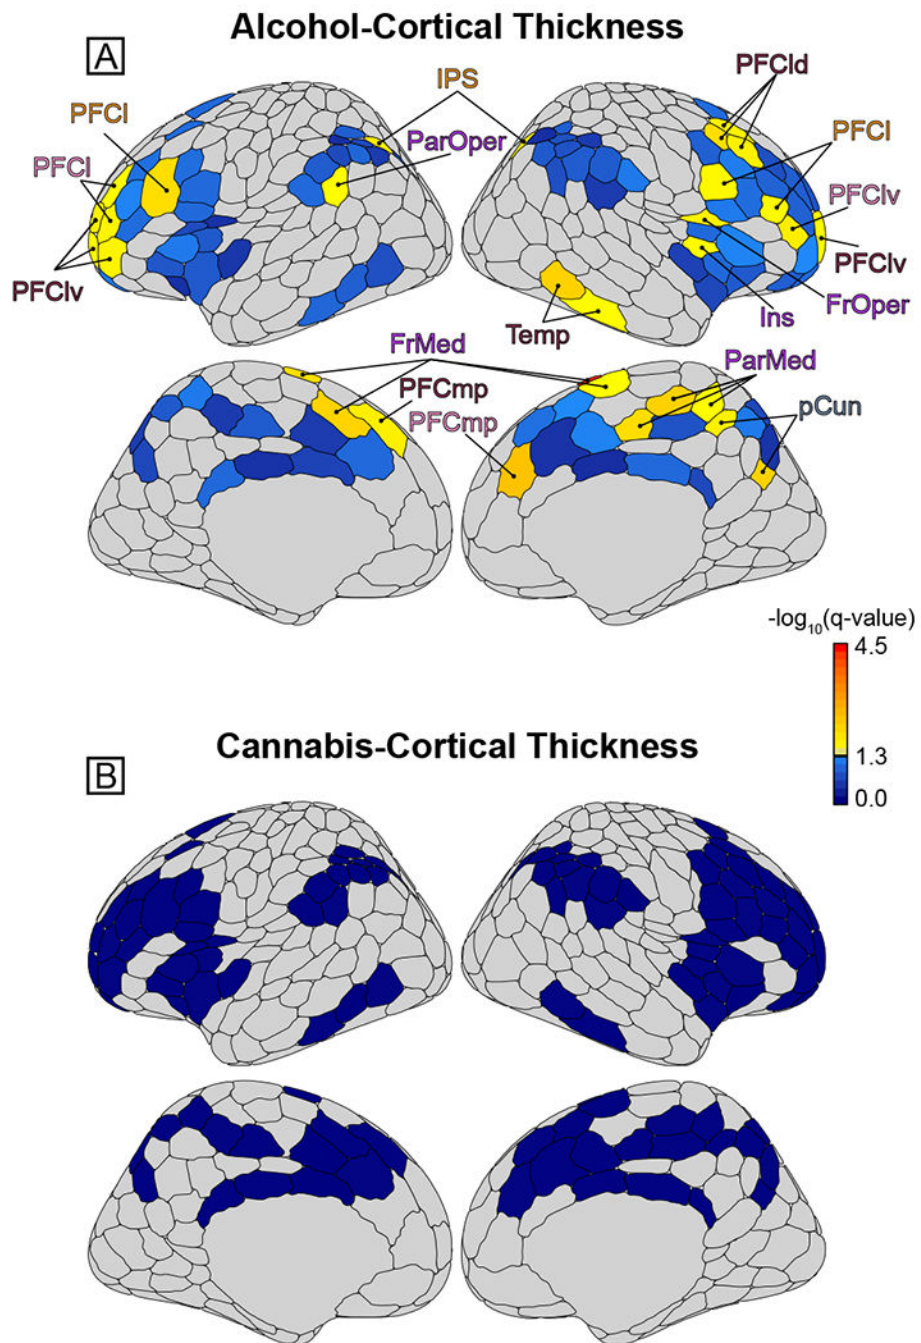 Alcohol-Cortical Thickness
A
IPS
PFCld
PFCl
PFCl
ParOper
PFCl
PFClv
PFClv
PFClv
FrOper
Ins
Temp
FrMed
ParMed
PFCmp
PFCmp
pCun
-log10(q-value)
4.5
1.3
0.0
Cannabis-Cortical Thickness
B